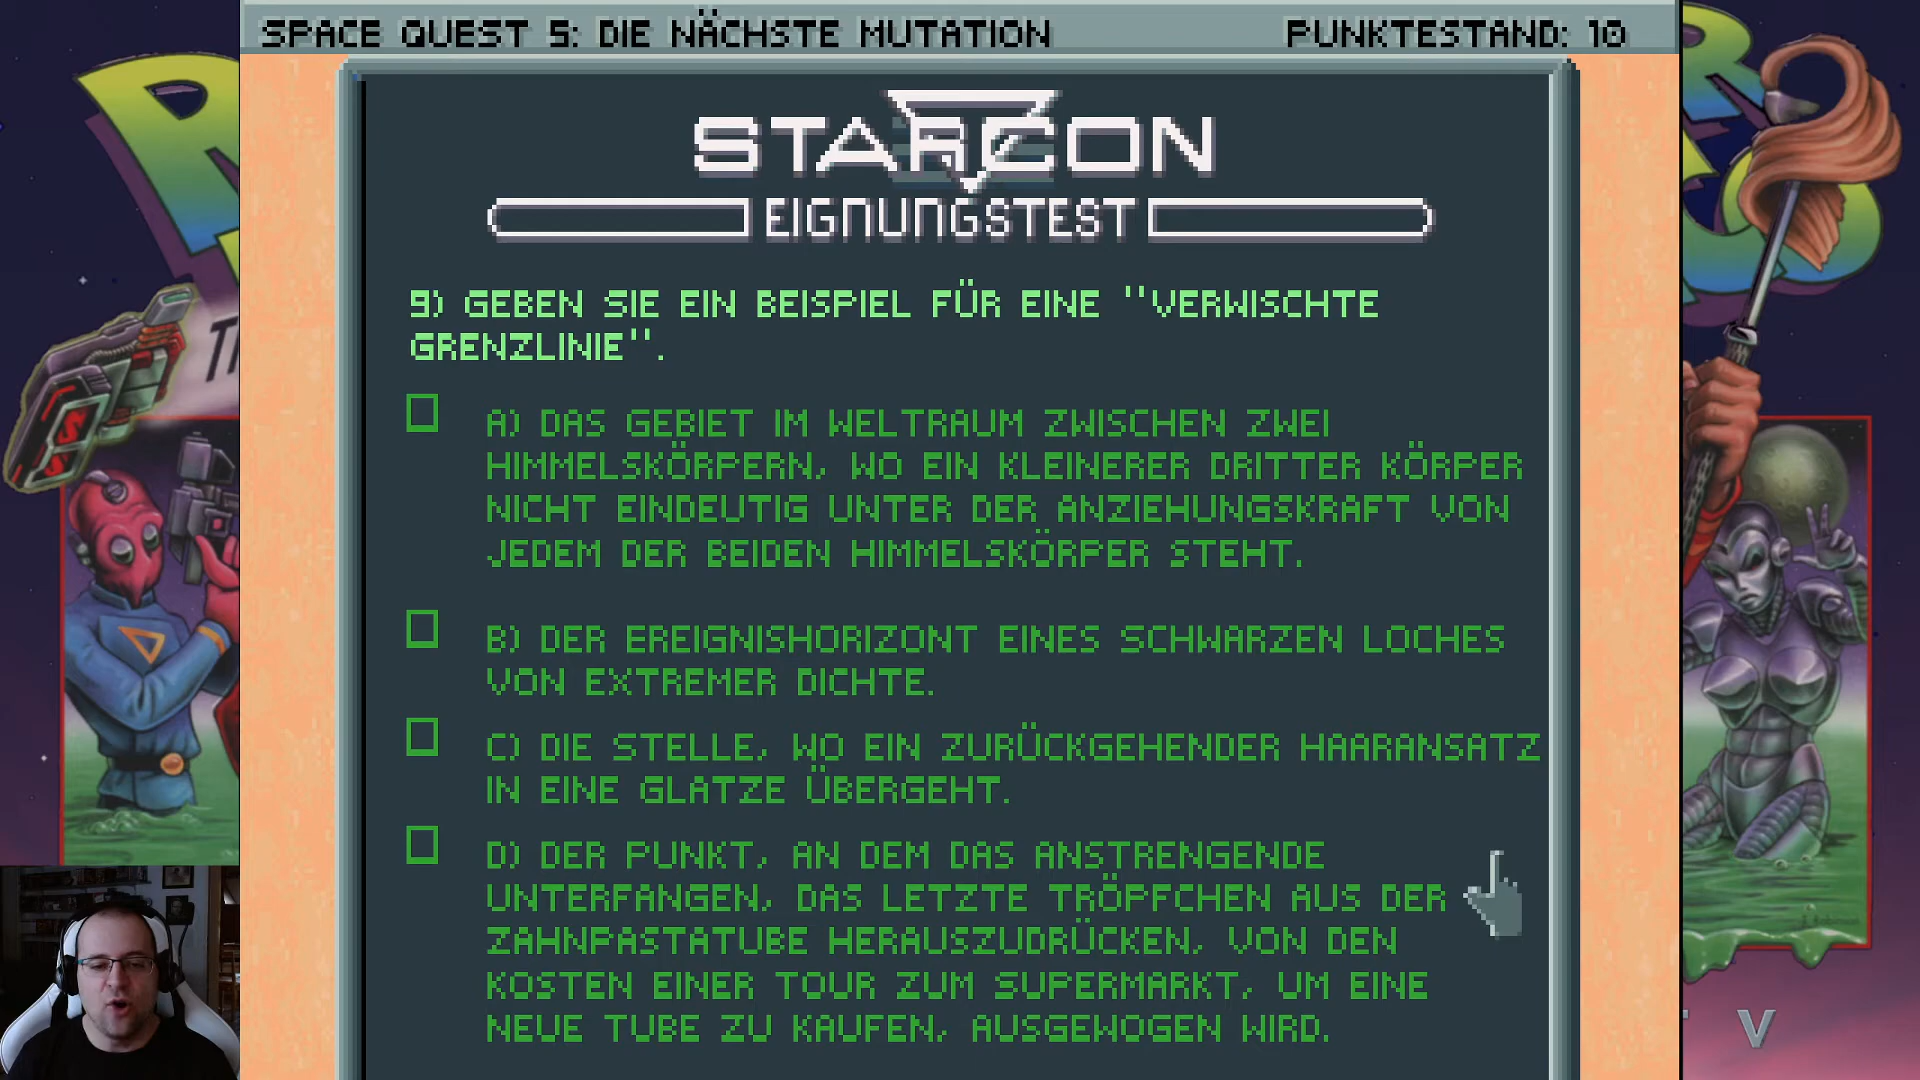 SPACE QUEST 5: DIE NÄCHSTE MUTATION
PUNKTESTAND: 10
STARCON
EIGNUNGSTEST
9) GEBEN SIE EIN BEISPIEL FÜR EINE ''VERWISCHTE
GRENZLINIE''.
A) DAS GEBIET IM WELTRAUM ZWISCHEN ZWEI
HIMMELSKÖRPERN, WO EIN KLEINERER DRITTER KÖRPER
NICHT EINDEUTIG UNTER DER ANZIEHUNGSKRAFT VON
JEDEM DER BEIDEN HIMMELSKÖRPER STEHT.
B) DER EREIGNISHORIZONT EINES SCHWARZEN LOCHES
VON EXTREMER DICHTE.
C) DIE STELLE, WO EIN ZURÜCKGEHENDER HAARANSATZ
IN EINE GLATZE ÜBERGEHT.
D) DER PUNKT, AN DEM DAS ANSTRENGENDE
UNTERFANGEN, DAS LETZTE TRÖPFCHEN AUS DER
ZAHNPASTATUBE HERAUSZUDRÜCKEN, VON DEN
KOSTEN EINER TOUR ZUM SUPERMARKT, UM EINE
NEUE TUBE ZU KAUFEN, AUSGEWOGEN WIRD.
V